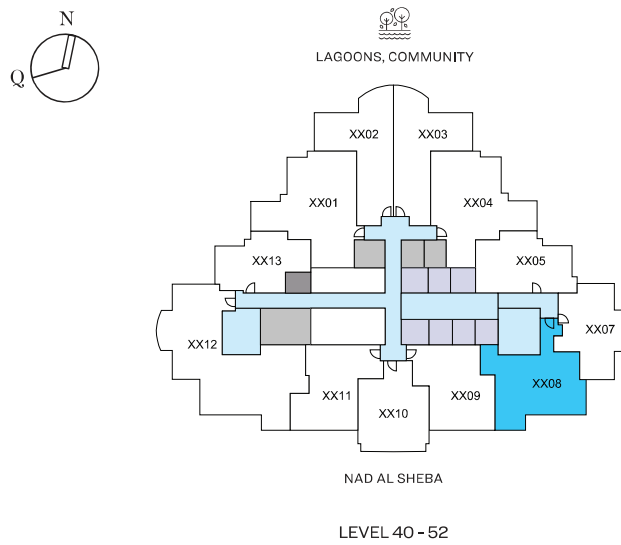 N
Q
LAGOONS, COMMUNITY
XX02
XX03
XX01
XX04
XX13
XX05
XX12
XX07
XX08
XX11
XX09
XX10
NAD AL SHEBA
LEVEL 40 - 52